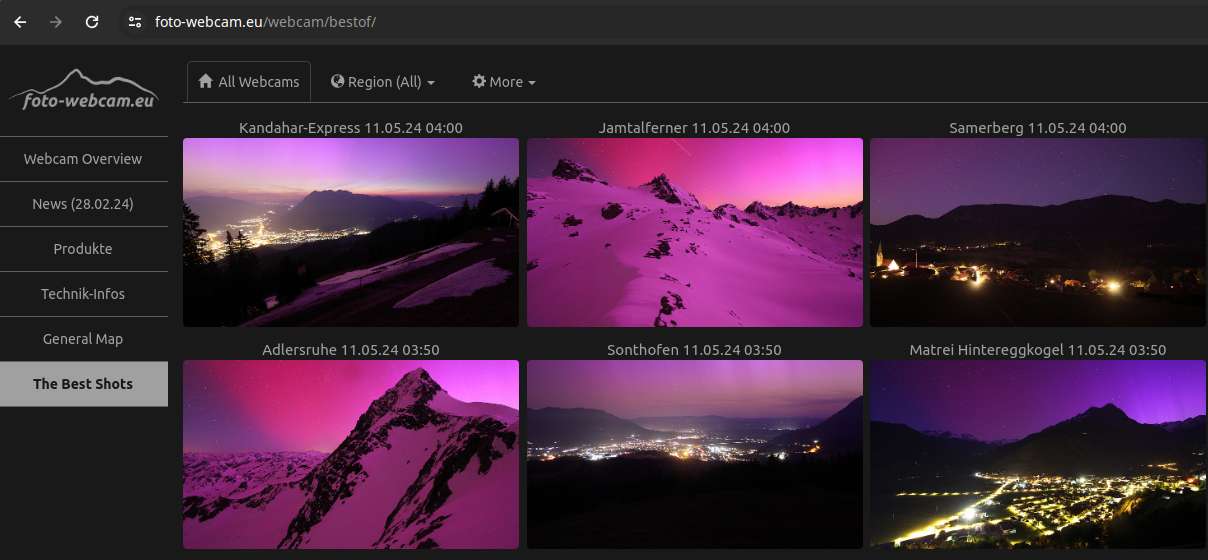 foto-webcam.eu/webcam/bestof/
foto-webcam.eu
All Webcams
Region (All)
More
Webcam Overview
News (28.02.24)
Produkte
Technik-Infos
General Map
The Best Shots
Kandahar-Express 11.05.24 04:00
Jamtalferner 11.05.24 04:00
Samerberg 11.05.24 04:00
Adlersruhe 11.05.24 03:50
Sonthofen 11.05.24 03:50
Matrei Hintereggkogel 11.05.24 03:50